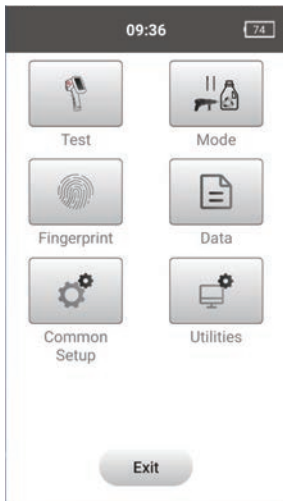 09:36
74
Test
Mode
Fingerprint
Data
Common
Setup
Utilities
Exit